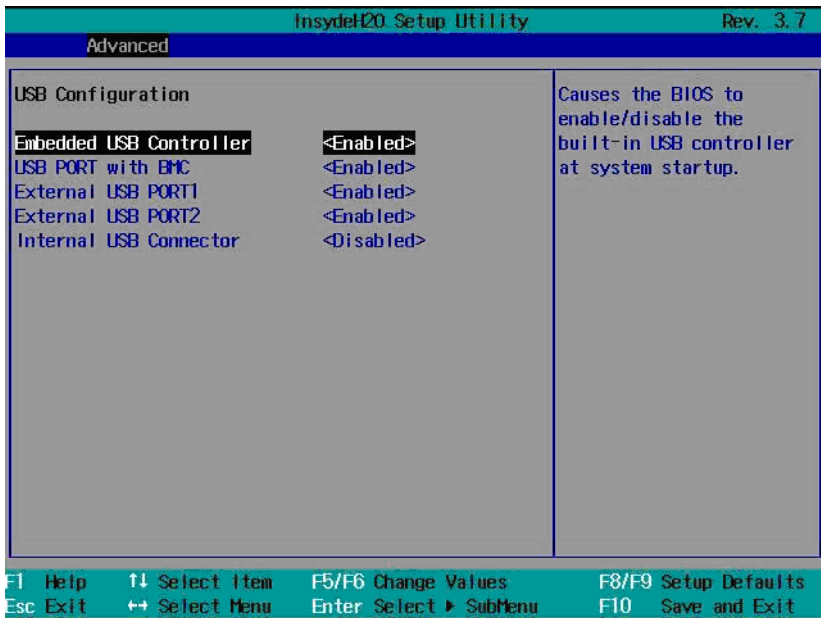 InsydeH2O Setup Utility Rev. 3.7
Advanced
USB Configuration
Embedded USB Controller <Enabled>
USB PORT with BMC <Enabled>
External USB PORT1 <Enabled>
External USB PORT2 <Enabled>
Internal USB Connector <Disabled>
Causes the BIOS to
enable/disable the
built-in USB controller
at system startup.
F1 Help ↑↓ Select Item F5/F6 Change Values F8/F9 Setup Defaults
Esc Exit ↔ Select Menu Enter Select ▶ SubMenu F10 Save and Exit